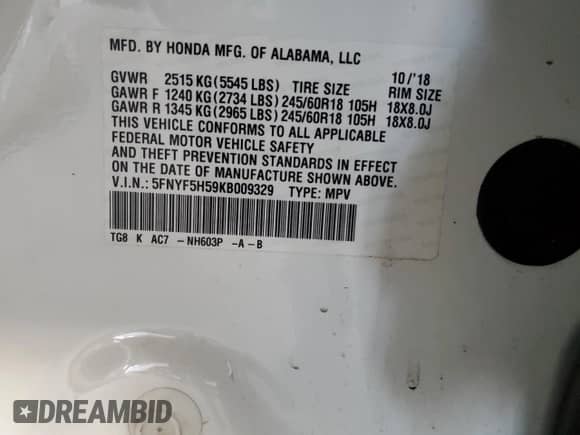 MFD. BY HONDA MFG. OF ALABAMA, LLC
10/'18
GVWR 2515 KG(5545 LBS) TIRE SIZE RIM SIZE
GAWR F 1240 KG(2734 LBS) 245/60R18 105H 18X8.0J
GAWR R 1345 KG(2965 LBS) 245/60R18 105H 18X8.0J
THIS VEHICLE CONFORMS TO ALL APPLICABLE
FEDERAL MOTOR VEHICLE SAFETY
AND THEFT PREVENTION STANDARDS IN EFFECT
ON THE DATE OF MANUFACTURE SHOWN ABOVE.
V.I.N.: 5FNYF5H59KB009329 TYPE: MPV
TG8 K AC7 -NH603P -A-B
DREAMBID